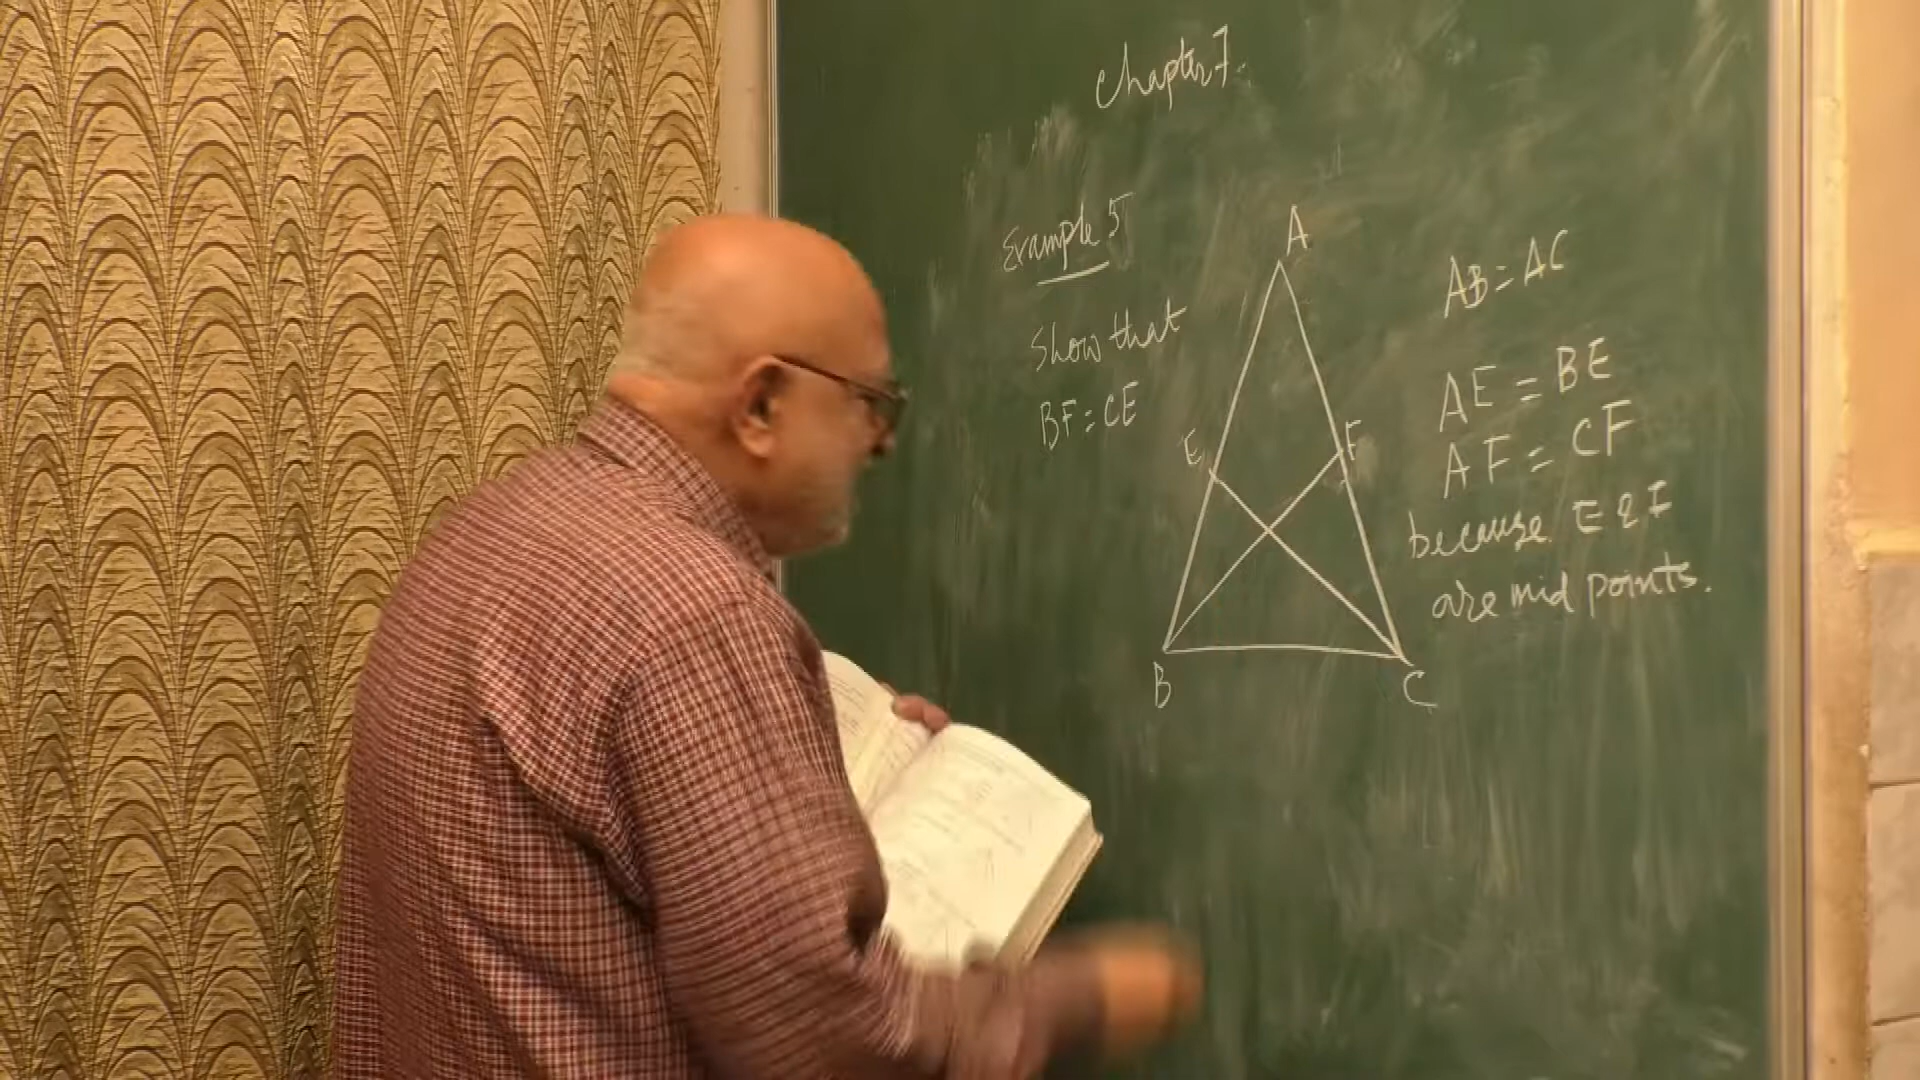 Chapter 7.
Example 5
Show that
BF = CE
A
E
F
B
C
AB = AC
AE = BE
AF = CF
because E & F
are mid points.